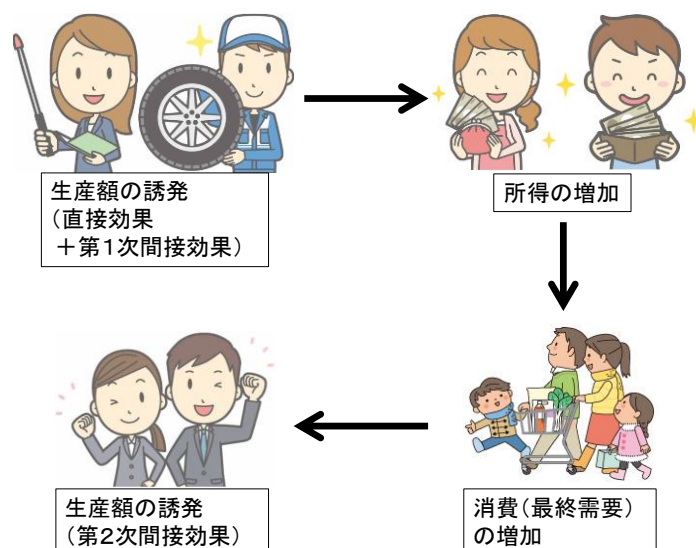 生産額の誘発
(直接効果
＋第1次間接効果)
所得の増加
消費(最終需要)
の増加
生産額の誘発
(第2次間接効果)